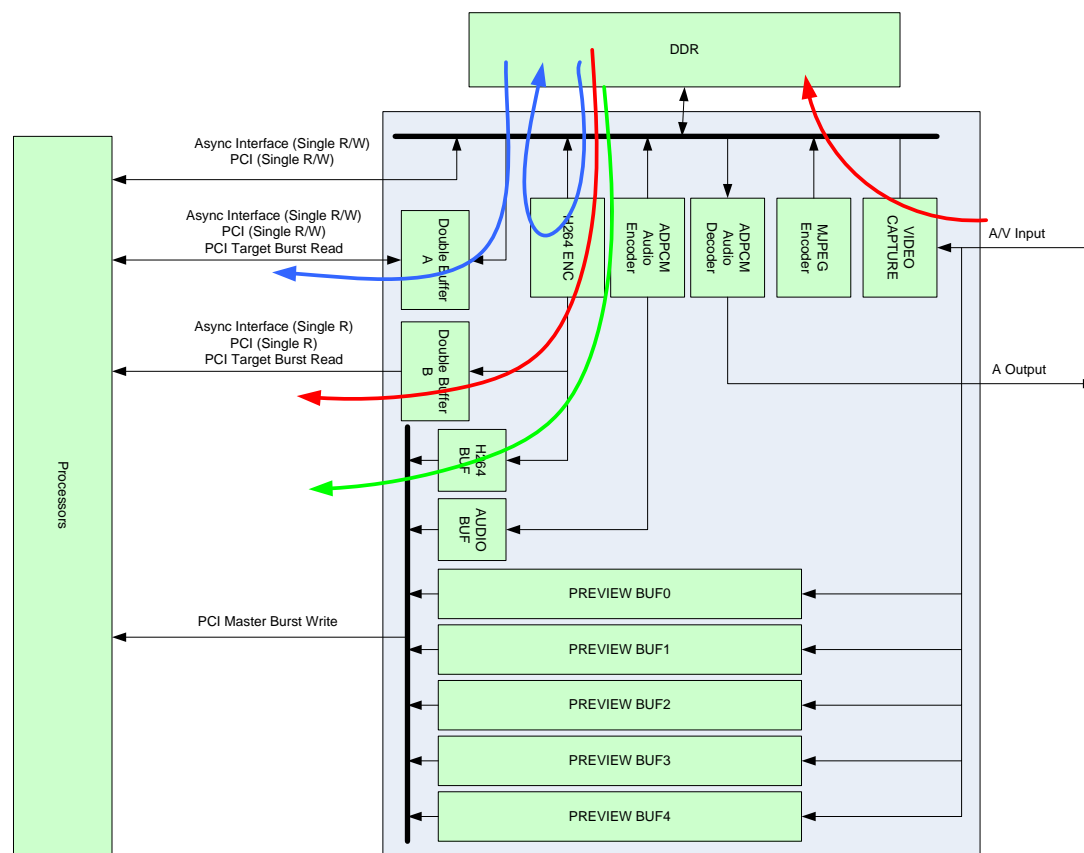 DDR
Async Interface (Single R/W)
PCI (Single R/W)
Async Interface (Single R/W)
PCI (Single R/W)
PCI Target Burst Read
Double Buffer
A
H264 ENC
ADPCM
Audio
Encoder
ADPCM
Audio
Decoder
MJPEG
Encoder
VIDEO
CAPTURE
A/V Input
Async Interface (Single R)
PCI (Single R)
PCI Target Burst Read
Double Buffer
B
A Output
H264
BUF
Processors
AUDIO
BUF
PREVIEW BUF0
PCI Master Burst Write
PREVIEW BUF1
PREVIEW BUF2
PREVIEW BUF3
PREVIEW BUF4